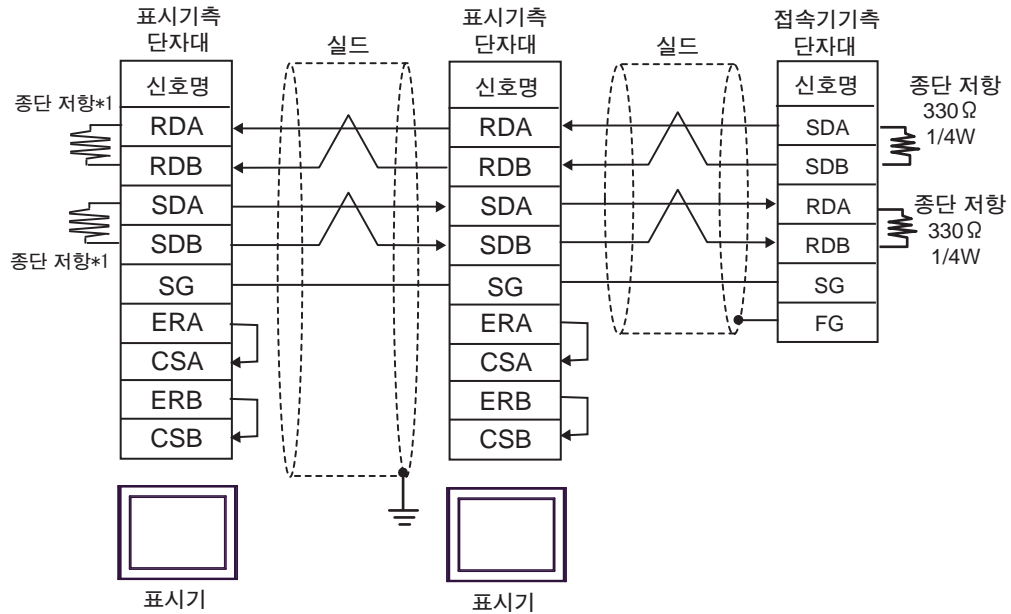 표시기측
단자대
실드
표시기측
단자대
실드
접속기기측
단자대
종단 저항*1
종단 저항*1
신호명
RDA
RDB
SDA
SDB
SG
ERA
CSA
ERB
CSB
신호명
RDA
RDB
SDA
SDB
SG
ERA
CSA
ERB
CSB
신호명
SDA
SDB
RDA
RDB
SG
FG
종단 저항
330Ω
1/4W
종단 저항
330Ω
1/4W
표시기
표시기